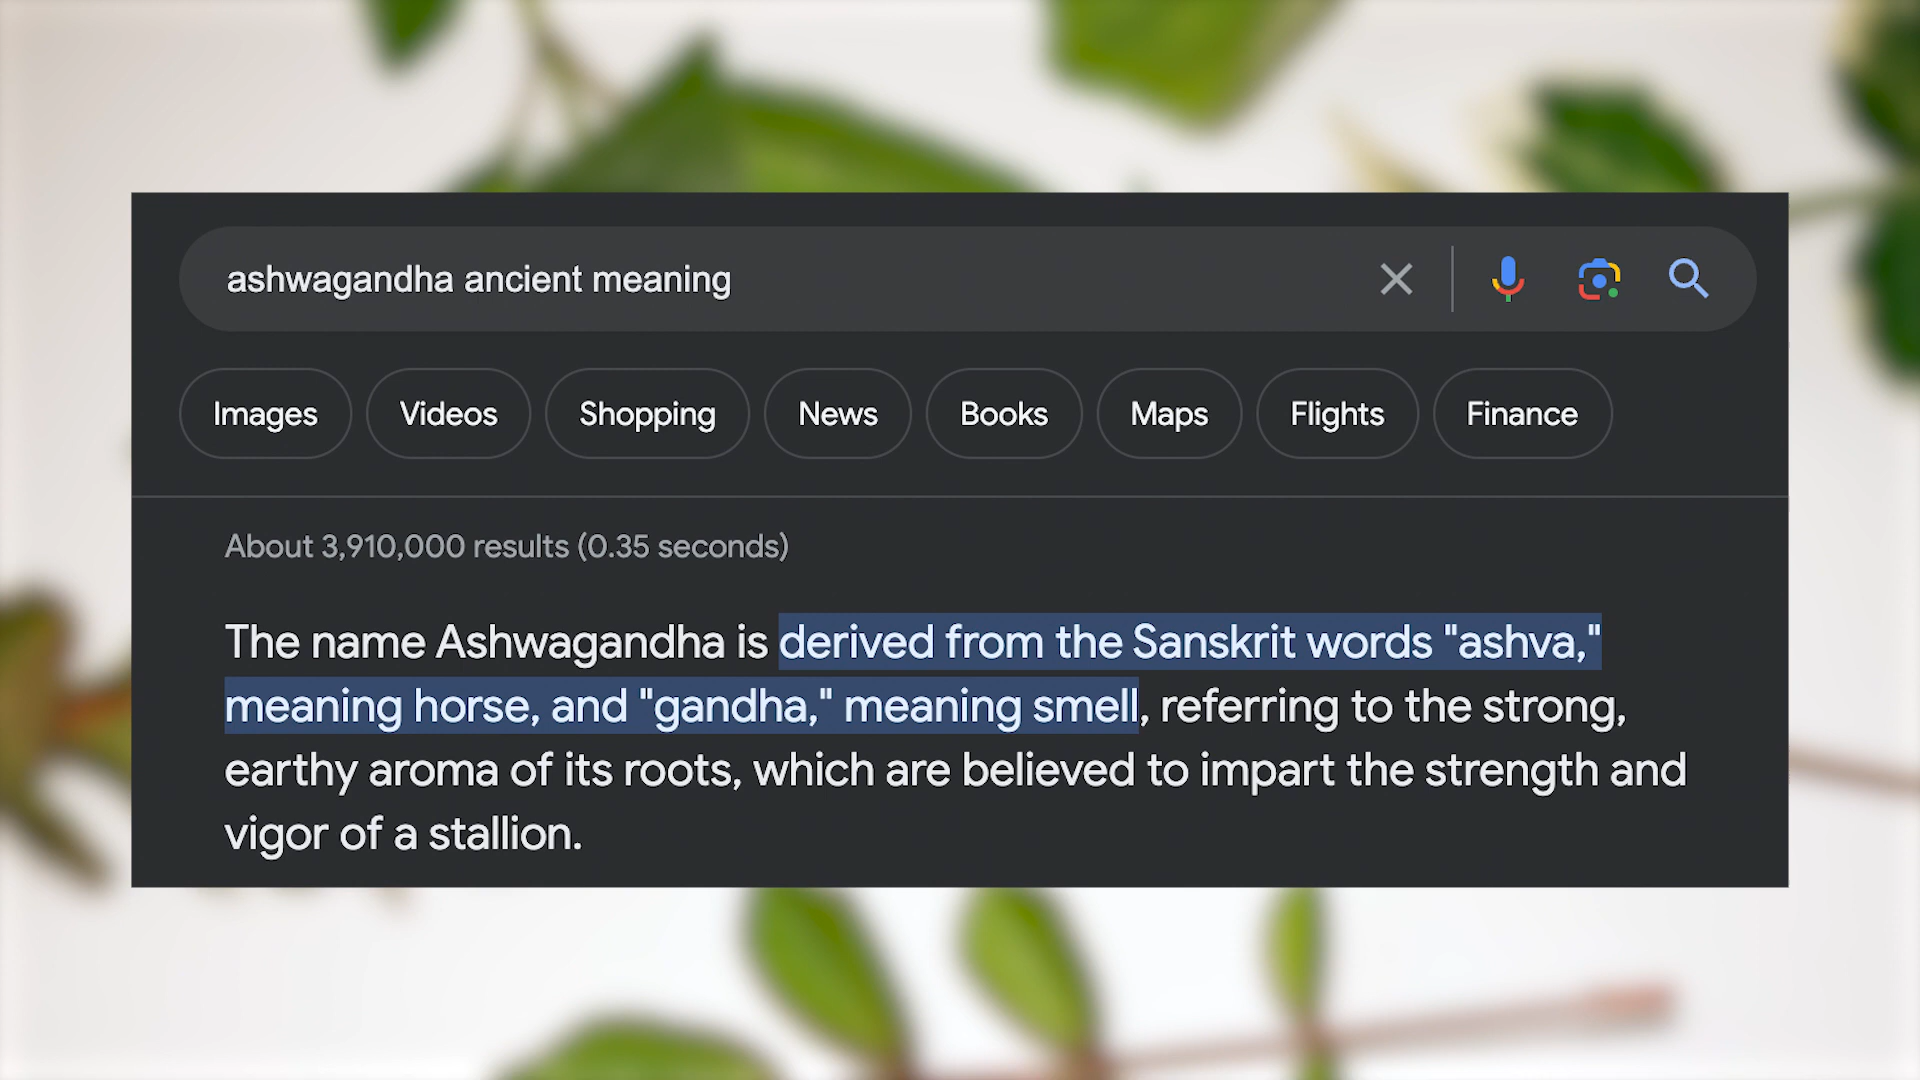 ashwagandha ancient meaning
Images Videos Shopping News Books Maps Flights Finance
About 3,910,000 results (0.35 seconds)
The name Ashwagandha is derived from the Sanskrit words "ashva,"
meaning horse, and "gandha," meaning smell, referring to the strong,
earthy aroma of its roots, which are believed to impart the strength and
vigor of a stallion.